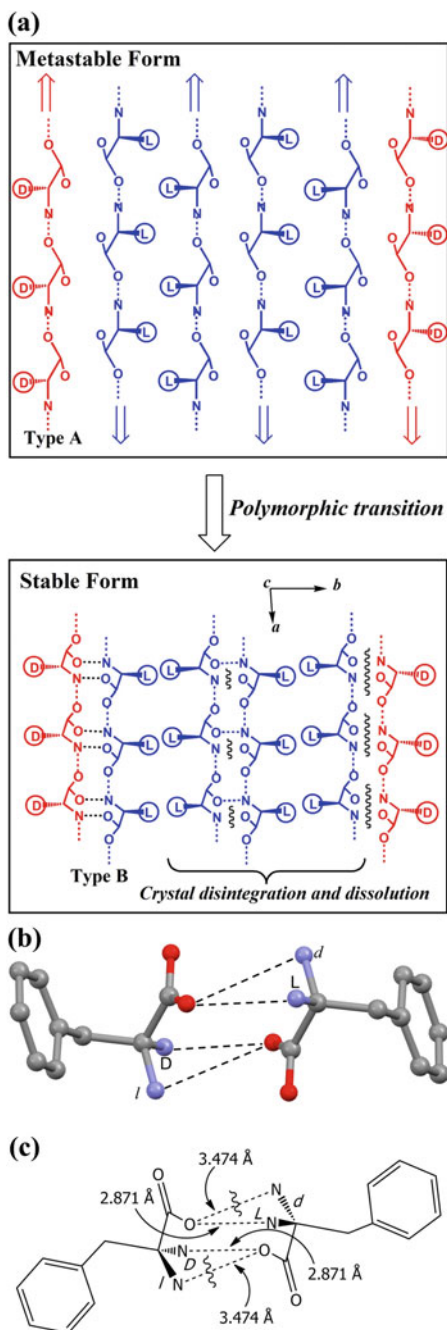 (a)
Metastable Form
N N N
L L D
O O O
O O O
O O O
D L L
O O O
N N N
N N N
L L D
O O O
O O O
O O O
D L L
O O O
N N N
N N N
L L D
O O O
O O O
O O O
D L L
O O O
N N N
Type A
Polymorphic transition
Stable Form
c
b
a
O O O
D O N L L O N L O N D
N O O N O O N O O
O O O
D O N L L O N L O N D
N O O N O O N O O
O O O
D O N L L O N L O N D
N O O N O O N O O
Type B
Crystal disintegration and dissolution
(b)
d
L
D
l
(c)
3.474 Å
O
N
d
2.871 Å
O
L
N
N
D
O
l
N
2.871 Å
O
3.474 Å